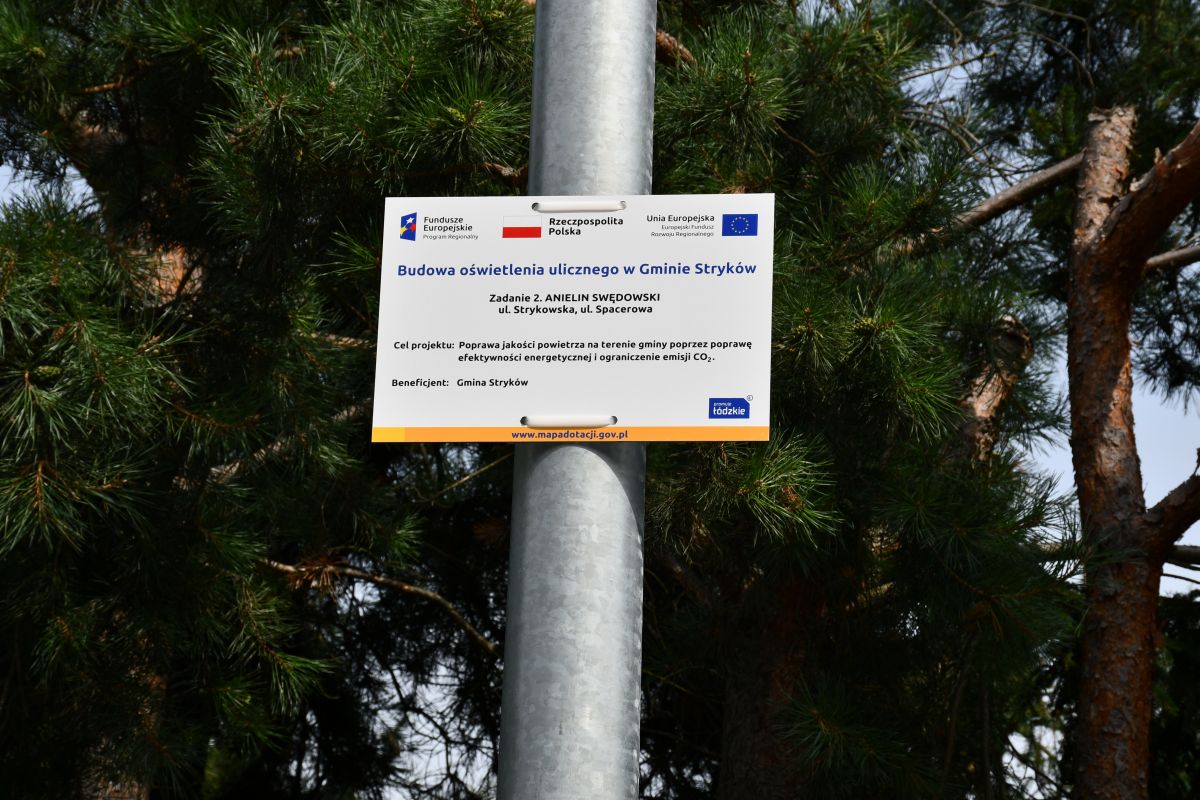 Fundusze
Europejskie
Program Regionalny
Rzeczpospolita
Polska
Unia Europejska
Europejski Fundusz
Rozwoju Regionalnego
Budowa oświetlenia ulicznego w Gminie Stryków
Zadanie 2. ANIELIN SWĘDOWSKI
ul. Strykowska, ul. Spacerowa
Cel projektu: Poprawa jakości powietrza na terenie gminy poprzez poprawę
efektywności energetycznej i ograniczenie emisji CO₂.
Beneficjent: Gmina Stryków
promuje
łódzkie
www.mapadotacji.gov.pl